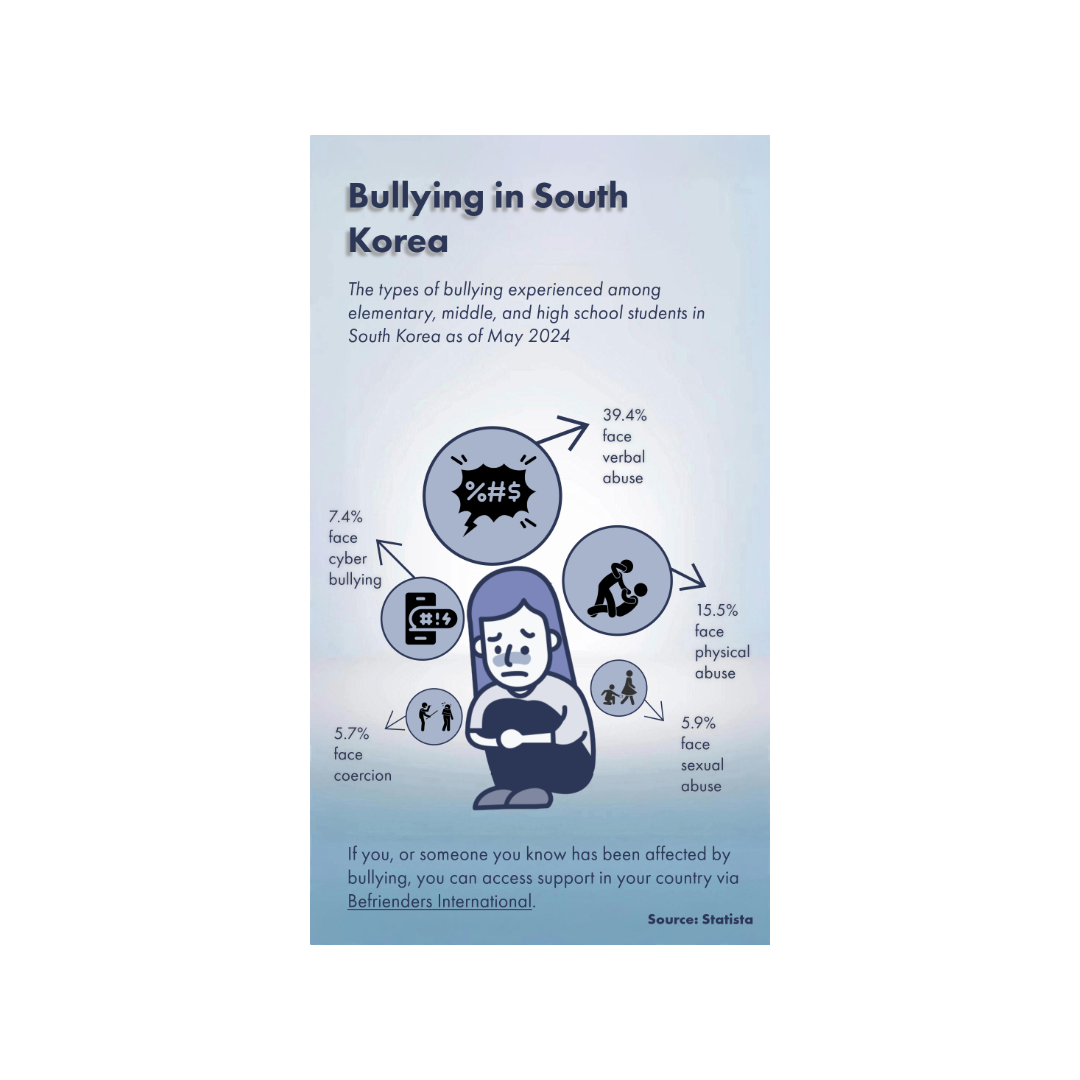 Bullying in South
Korea
The types of bullying experienced among
elementary, middle, and high school students in
South Korea as of May 2024
39.4%
face
verbal
abuse
%#$
7.4%
face
cyber
bullying
#!
15.5%
face
physical
abuse
5.7%
face
coercion
5.9%
face
sexual
abuse
If you, or someone you know has been affected by
bullying, you can access support in your country via
Befrienders International.
Source: Statista